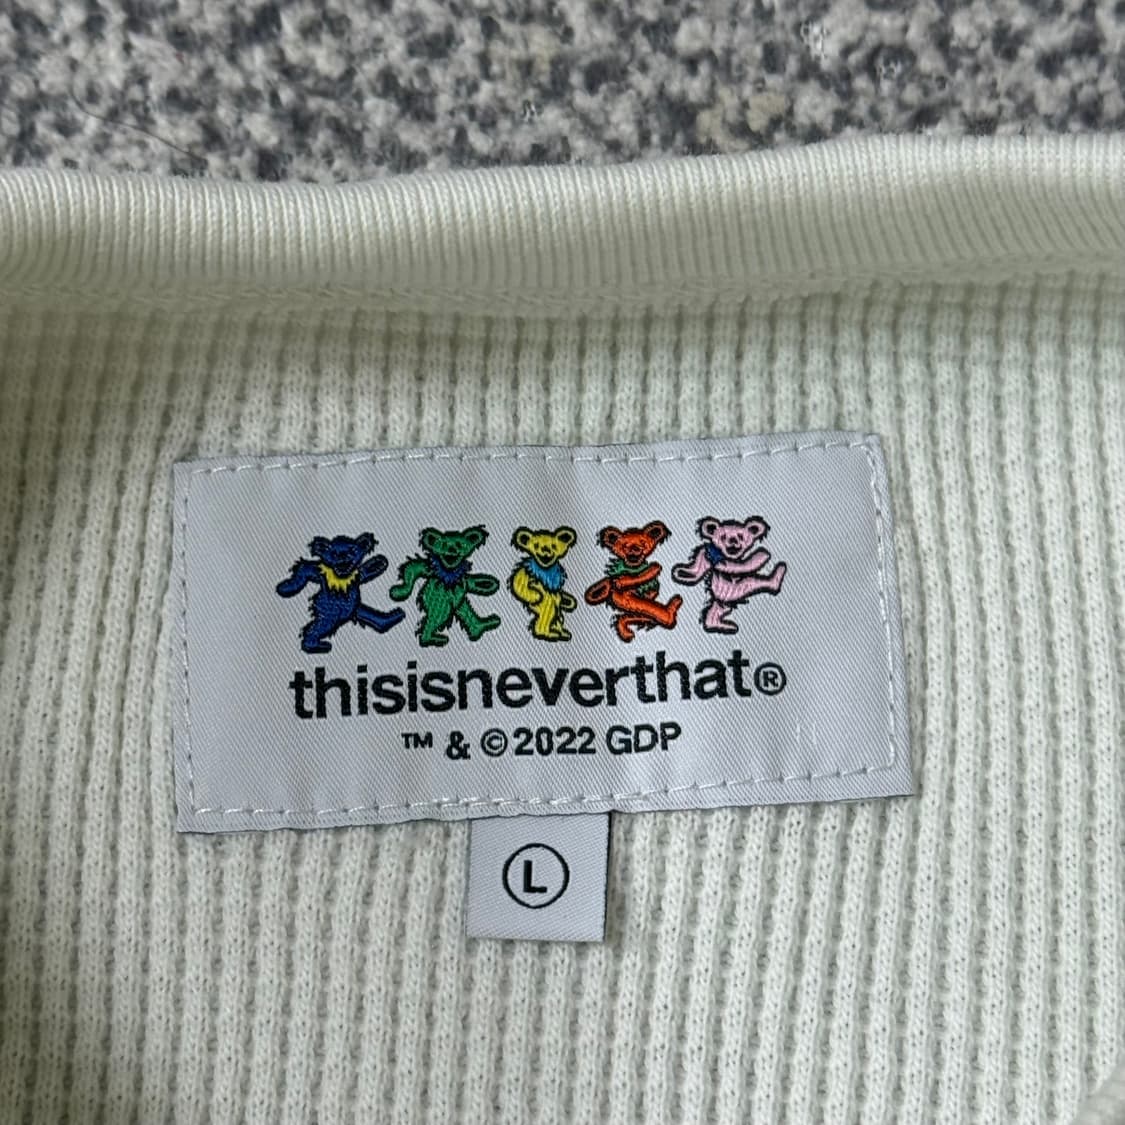 thisisneverthat®
™ & ©2022 GDP
L